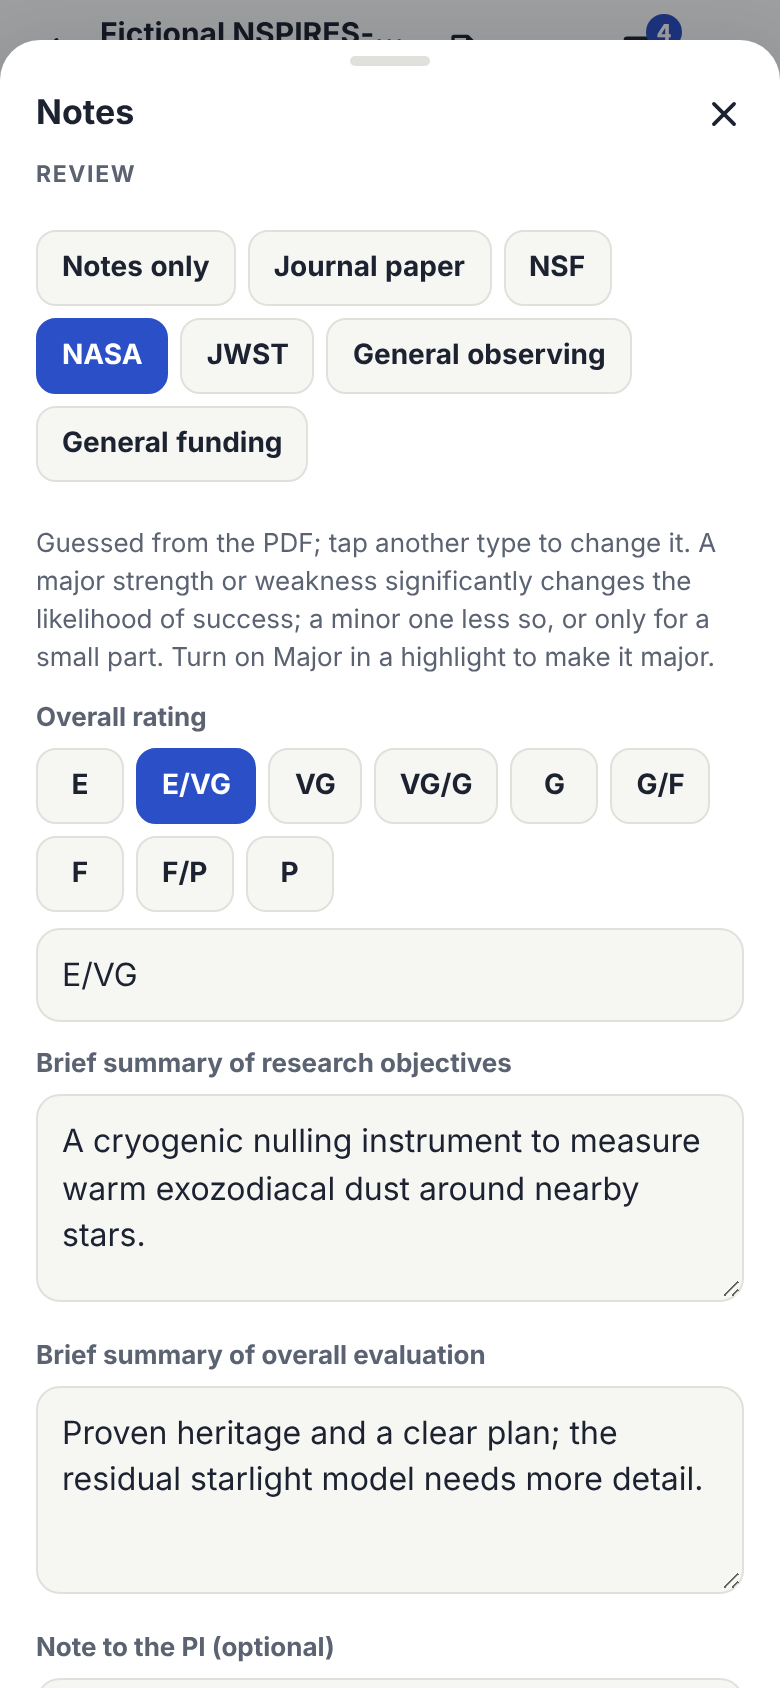 Fictional NSPIRES-...
4
Notes
REVIEW
Notes only
Journal paper
NSF
NASA
JWST
General observing
General funding
Guessed from the PDF; tap another type to change it. A
major strength or weakness significantly changes the
likelihood of success; a minor one less so, or only for a
small part. Turn on Major in a highlight to make it major.
Overall rating
E
E/VG
VG
VG/G
G
G/F
F
F/P
P
E/VG
Brief summary of research objectives
A cryogenic nulling instrument to measure
warm exozodiacal dust around nearby
stars.
Brief summary of overall evaluation
Proven heritage and a clear plan; the
residual starlight model needs more detail.
Note to the PI (optional)